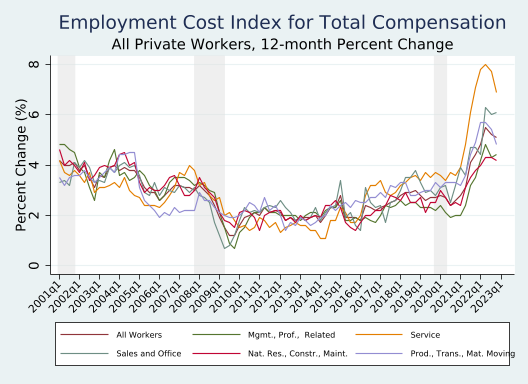 Employment Cost Index for Total Compensation
All Private Workers, 12-month Percent Change
Percent Change (%)
8
6
4
2
0
2001q1 2002q1 2003q1 2004q1 2005q1 2006q1 2007q1 2008q1 2009q1 2010q1 2011q1 2012q1 2013q1 2014q1 2015q1 2016q1 2017q1 2018q1 2019q1 2020q1 2021q1 2022q1 2023q1
All Workers Mgmt., Prof., Related Service
Sales and Office Nat. Res., Constr., Maint. Prod., Trans., Mat. Moving